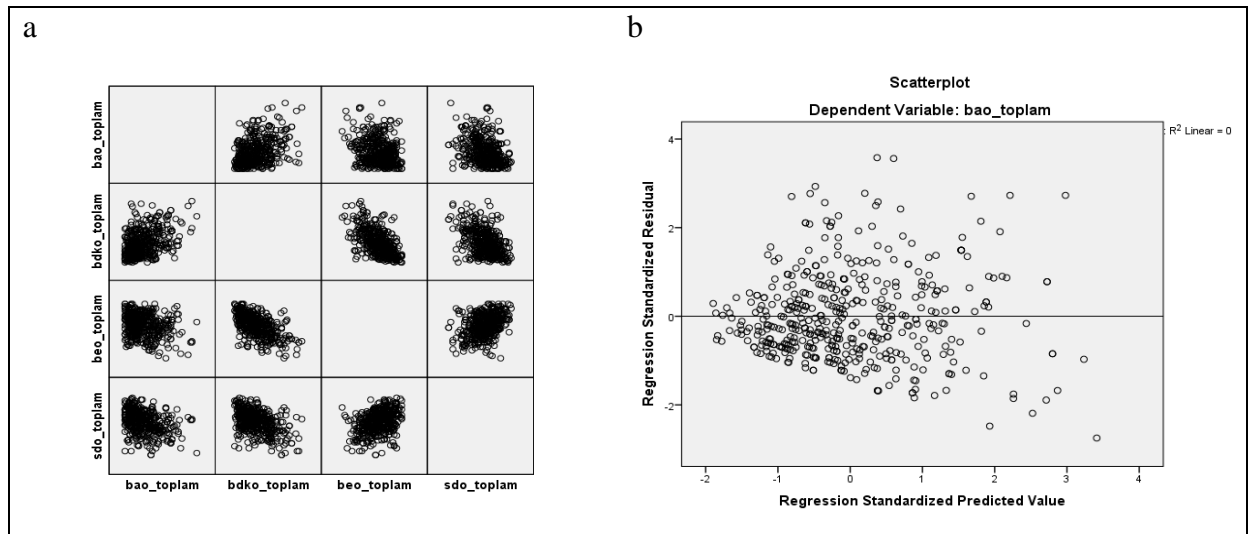 a
bao_toplam
bdko_toplam
beo_toplam
sdo_toplam
bao_toplam bdko_toplam beo_toplam sdo_toplam
b
Scatterplot
Dependent Variable: bao_toplam
: R² Linear = 0
Regression Standardized Residual
4
2
0
-2
-2 -1 0 1 2 3 4
Regression Standardized Predicted Value